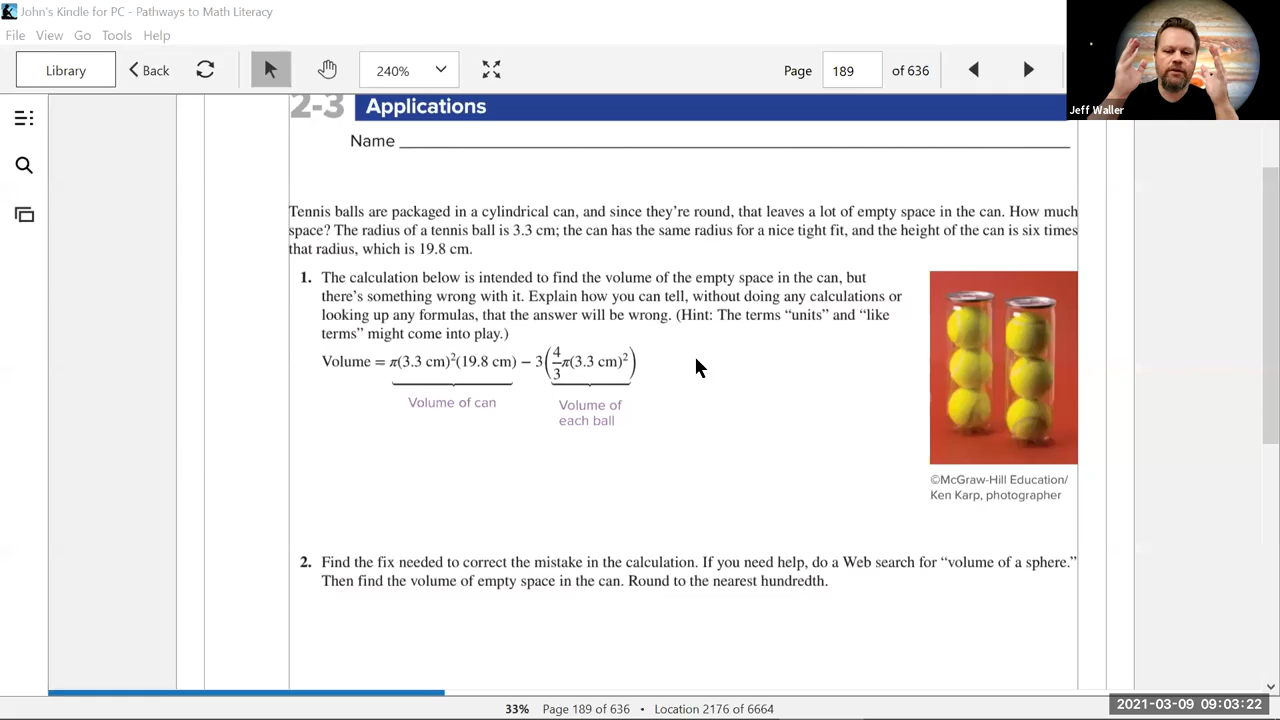 John's Kindle for PC - Pathways to Math Literacy
File View Go Tools Help
Library
Back
240%
Page 189 of 636
Jeff Waller
2-3 Applications
Name
Tennis balls are packaged in a cylindrical can, and since they're round, that leaves a lot of empty space in the can. How much
space? The radius of a tennis ball is 3.3 cm; the can has the same radius for a nice tight fit, and the height of the can is six times
that radius, which is 19.8 cm.
1. The calculation below is intended to find the volume of the empty space in the can, but
there's something wrong with it. Explain how you can tell, without doing any calculations or
looking up any formulas, that the answer will be wrong. (Hint: The terms “units” and “like
terms” might come into play.)
Volume = π(3.3 cm)²(19.8 cm) − 3(4/3 π(3.3 cm)²)
Volume of can
Volume of
each ball
©McGraw-Hill Education/
Ken Karp, photographer
2. Find the fix needed to correct the mistake in the calculation. If you need help, do a Web search for “volume of a sphere.”
Then find the volume of empty space in the can. Round to the nearest hundredth.
33% Page 189 of 636 • Location 2176 of 6664
2021-03-09 09:03:22